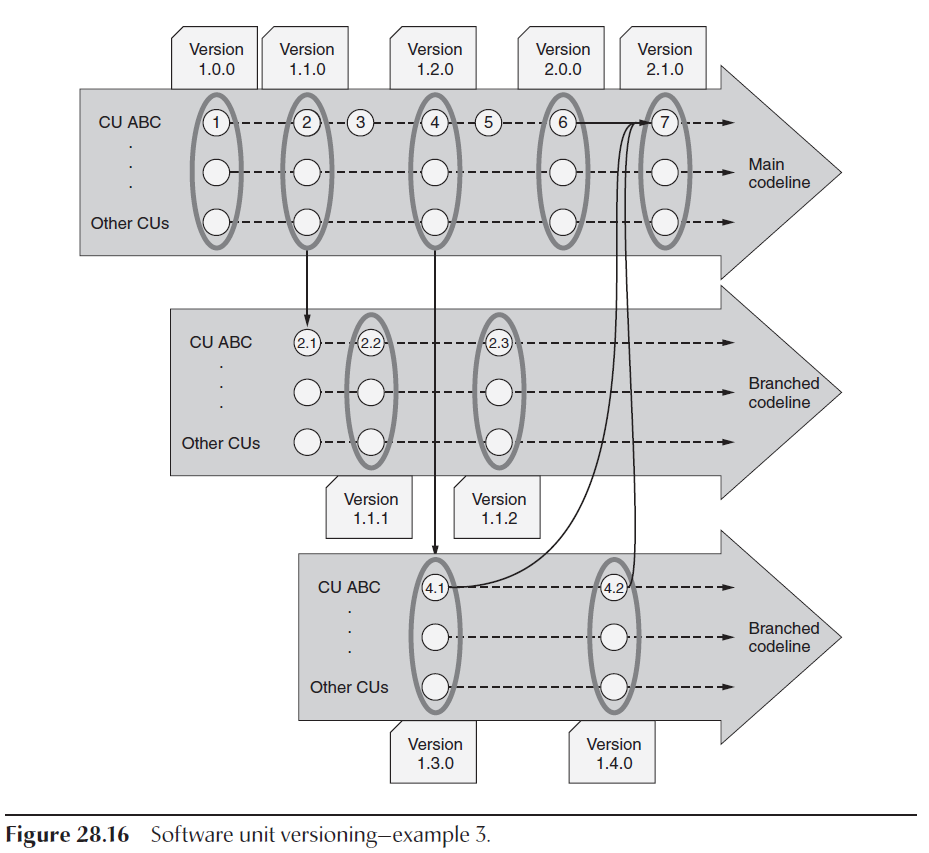 Version Version Version Version Version
1.0.0 1.1.0 1.2.0 2.0.0 2.1.0
CU ABC 1 2 3 4 5 6 7
.
.
.
Main
codeline
Other CUs
CU ABC 2.1 2.2 2.3
.
.
.
Branched
codeline
Other CUs
Version Version
1.1.1 1.1.2
CU ABC 4.1 4.2
.
.
.
Branched
codeline
Other CUs
Version Version
1.3.0 1.4.0
Figure 28.16 Software unit versioning–example 3.